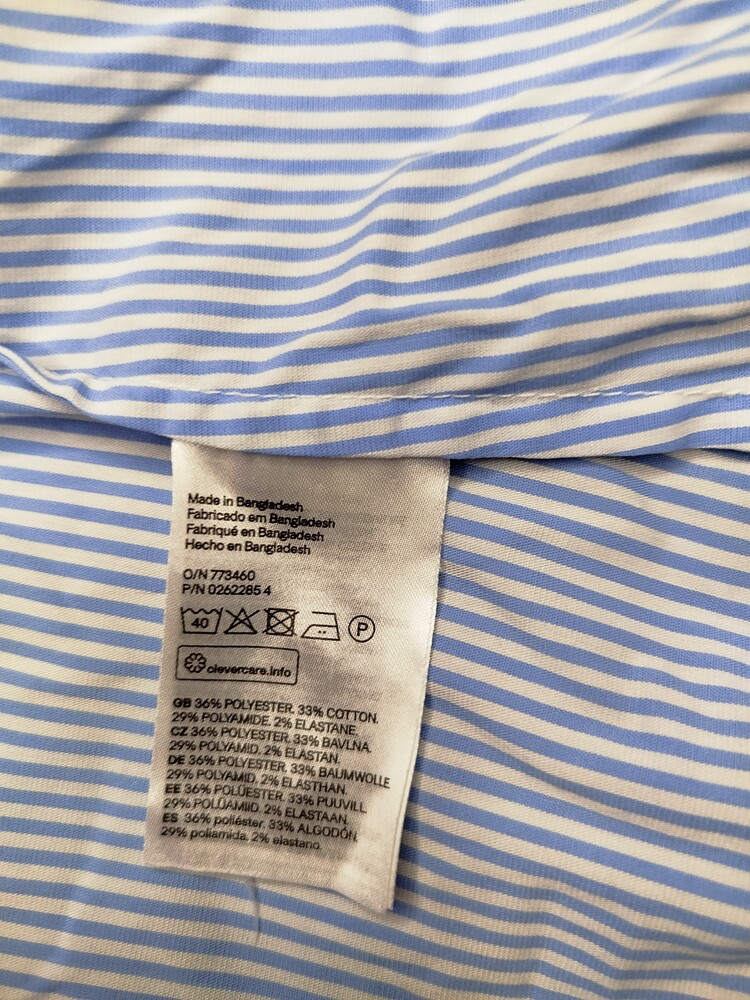 Made in Bangladesh
Fabricado em Bangladesh
Fabriqué en Bangladesh
Hecho en Bangladesh
O/N 773460
P/N 0262285 4
40 P
clevercare.info
GB 36% POLYESTER. 33% COTTON.
29% POLYAMIDE. 2% ELASTANE.
CZ 36% POLYESTER. 33% BAVLNA.
29% POLYAMID. 2% ELASTAN.
DE 36% POLYESTER. 33% BAUMWOLLE
29% POLYAMID. 2% ELASTHAN.
EE 36% POLÜESTER. 33% PUUVILL.
29% POLÜAMIID. 2% ELASTAAN.
ES 36% poliéster. 33% ALGODÓN.
29% poliamida. 2% elastano.